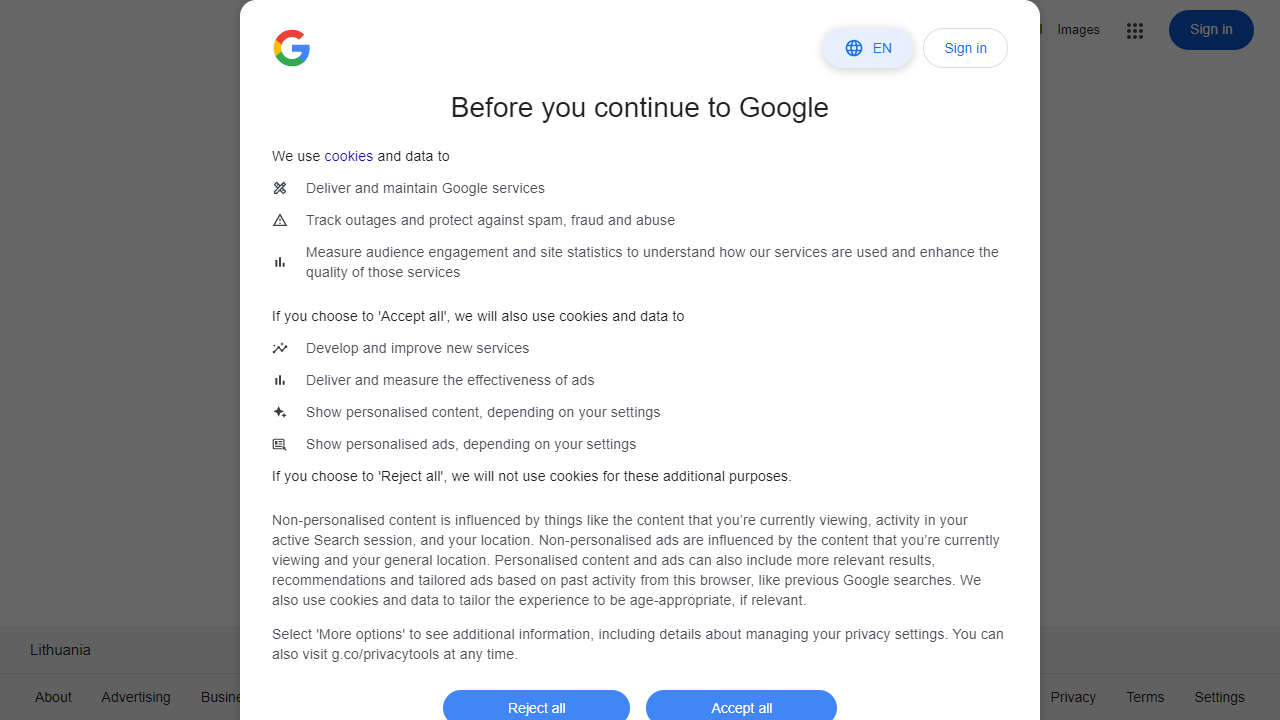 Images
Sign in
EN
Sign in
Before you continue to Google
We use cookies and data to
Deliver and maintain Google services
Track outages and protect against spam, fraud and abuse
Measure audience engagement and site statistics to understand how our services are used and enhance the
quality of those services
If you choose to 'Accept all', we will also use cookies and data to
Develop and improve new services
Deliver and measure the effectiveness of ads
Show personalised content, depending on your settings
Show personalised ads, depending on your settings
If you choose to 'Reject all', we will not use cookies for these additional purposes.
Non-personalised content is influenced by things like the content that you’re currently viewing, activity in your
active Search session, and your location. Non-personalised ads are influenced by the content that you’re currently
viewing and your general location. Personalised content and ads can also include more relevant results,
recommendations and tailored ads based on past activity from this browser, like previous Google searches. We
also use cookies and data to tailor the experience to be age-appropriate, if relevant.
Select 'More options' to see additional information, including details about managing your privacy settings. You can
also visit g.co/privacytools at any time.
Reject all
Accept all
Lithuania
About
Advertising
Privacy
Terms
Settings